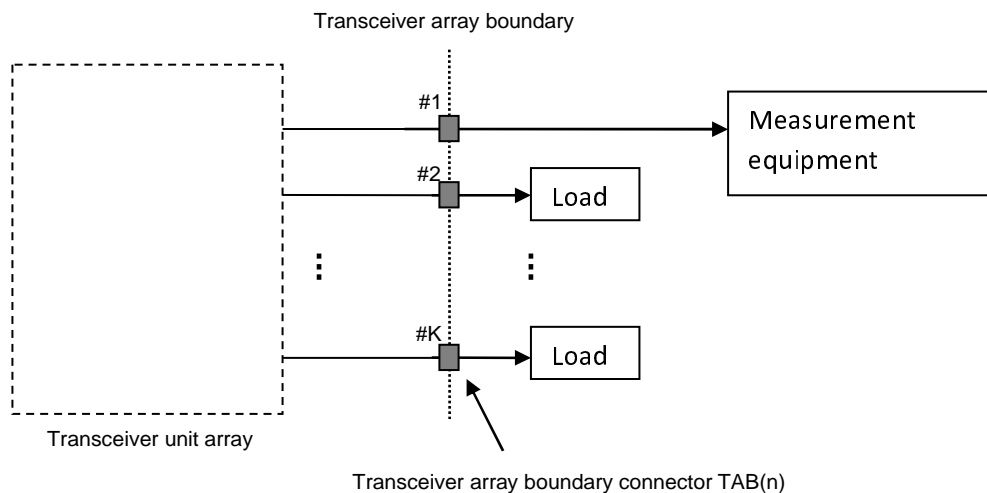 Transceiver array boundary
#1
Measurement
equipment
#2
Load
#K
Load
Transceiver unit array
Transceiver array boundary connector TAB(n)